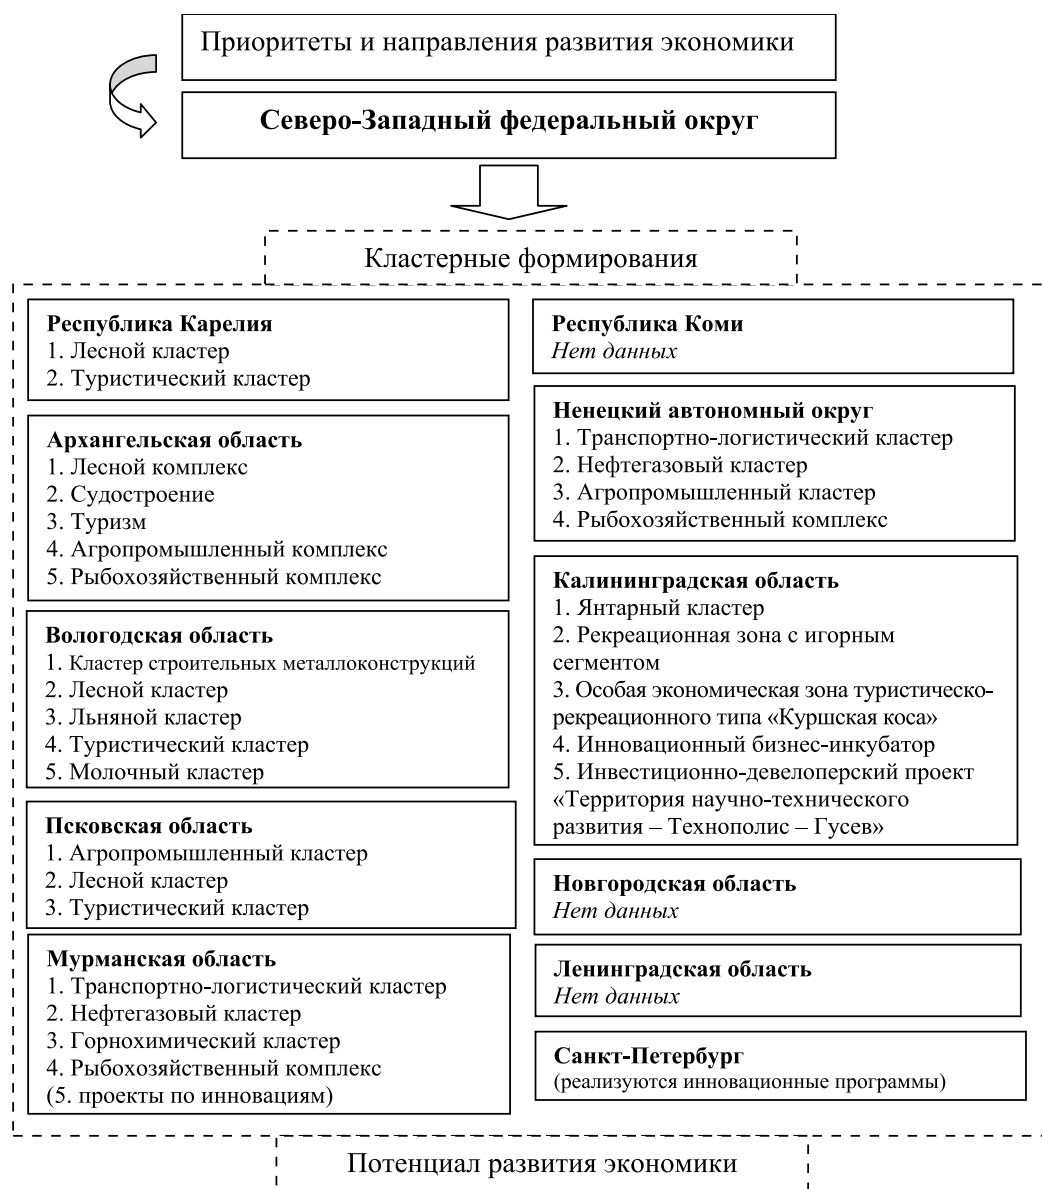 Приоритеты и направления развития экономики
Северо-Западный федеральный округ
Кластерные формирования
Республика Карелия
1. Лесной кластер
2. Туристический кластер
Архангельская область
1. Лесной комплекс
2. Судостроение
3. Туризм
4. Агропромышленный комплекс
5. Рыбохозяйственный комплекс
Вологодская область
1. Кластер строительных металлоконструкций
2. Лесной кластер
3. Льняной кластер
4. Туристический кластер
5. Молочный кластер
Псковская область
1. Агропромышленный кластер
2. Лесной кластер
3. Туристический кластер
Мурманская область
1. Транспортно-логистический кластер
2. Нефтегазовый кластер
3. Горнохимический кластер
4. Рыбохозяйственный комплекс
(5. проекты по инновациям)
Республика Коми
Нет данных
Ненецкий автономный округ
1. Транспортно-логистический кластер
2. Нефтегазовый кластер
3. Агропромышленный кластер
4. Рыбохозяйственный комплекс
Калининградская область
1. Янтарный кластер
2. Рекреационная зона с игорным
сегментом
3. Особая экономическая зона туристическо-
рекреационного типа «Куршская коса»
4. Инновационный бизнес-инкубатор
5. Инвестиционно-девелоперский проект
«Территория научно-технического
развития – Технополис – Гусев»
Новгородская область
Нет данных
Ленинградская область
Нет данных
Санкт-Петербург
(реализуются инновационные программы)
Потенциал развития экономики